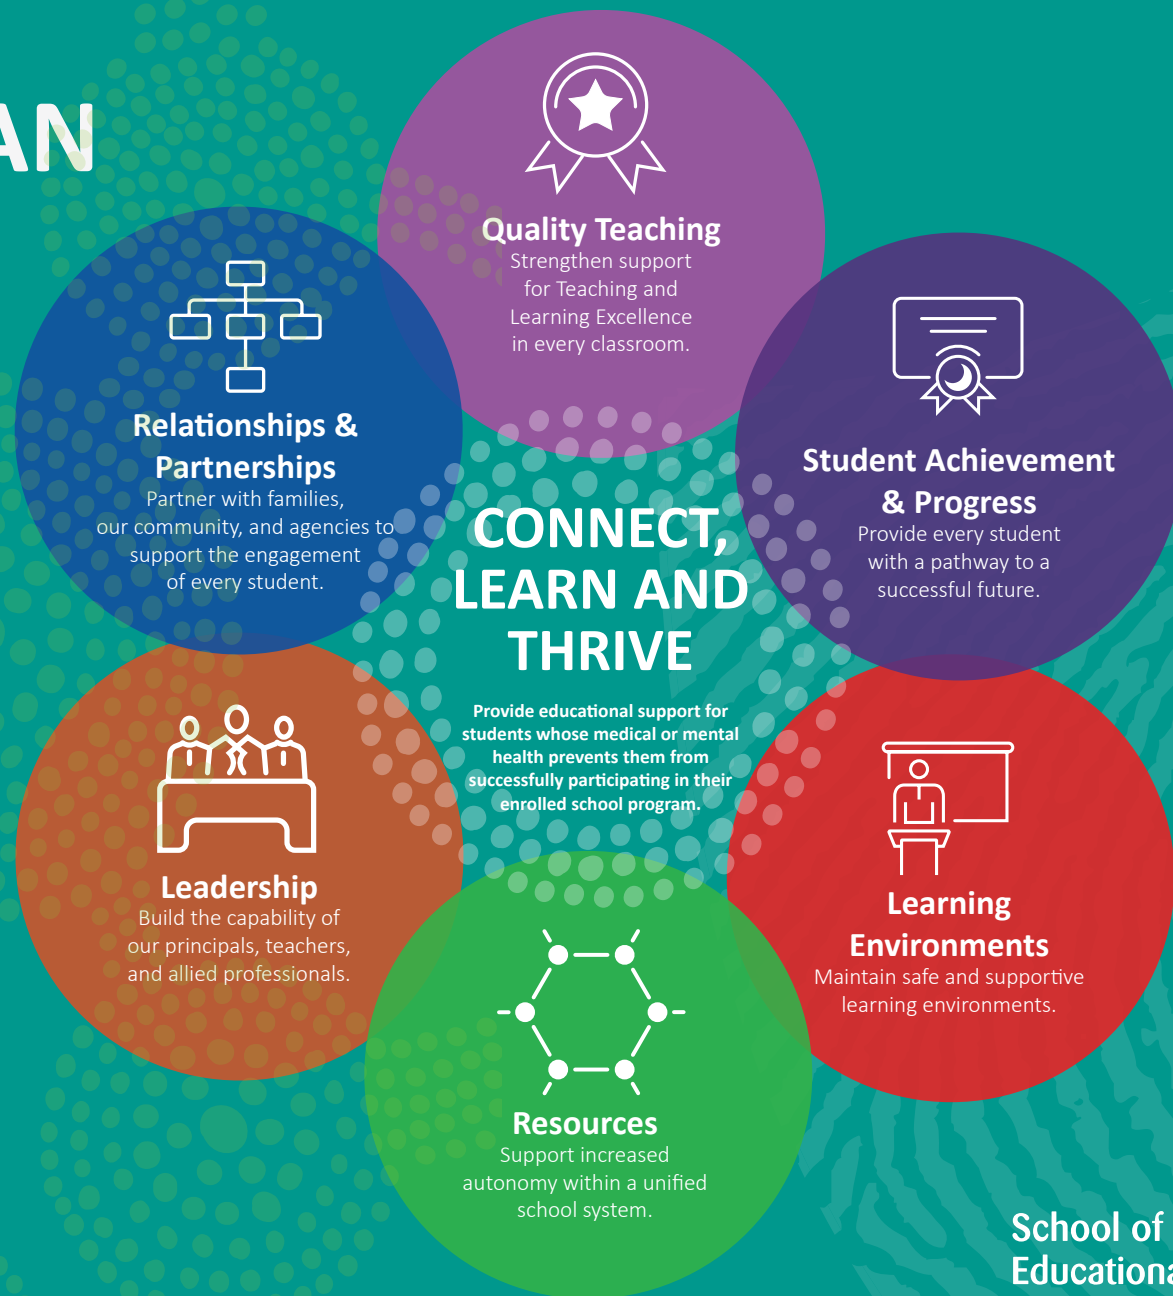 AN
Quality Teaching
Strengthen support
for Teaching and
Learning Excellence
in every classroom.
Relationships &
Partnerships
Partner with families,
our community, and agencies to
support the engagement
of every student.
Student Achievement
& Progress
Provide every student
with a pathway to a
successful future.
CONNECT,
LEARN AND
THRIVE
Provide educational support for
students whose medical or mental
health prevents them from
successfully participating in their
enrolled school program.
Leadership
Build the capability of
our principals, teachers,
and allied professionals.
Learning
Environments
Maintain safe and supportive
learning environments.
Resources
Support increased
autonomy within a unified
school system.
School of
Educationa